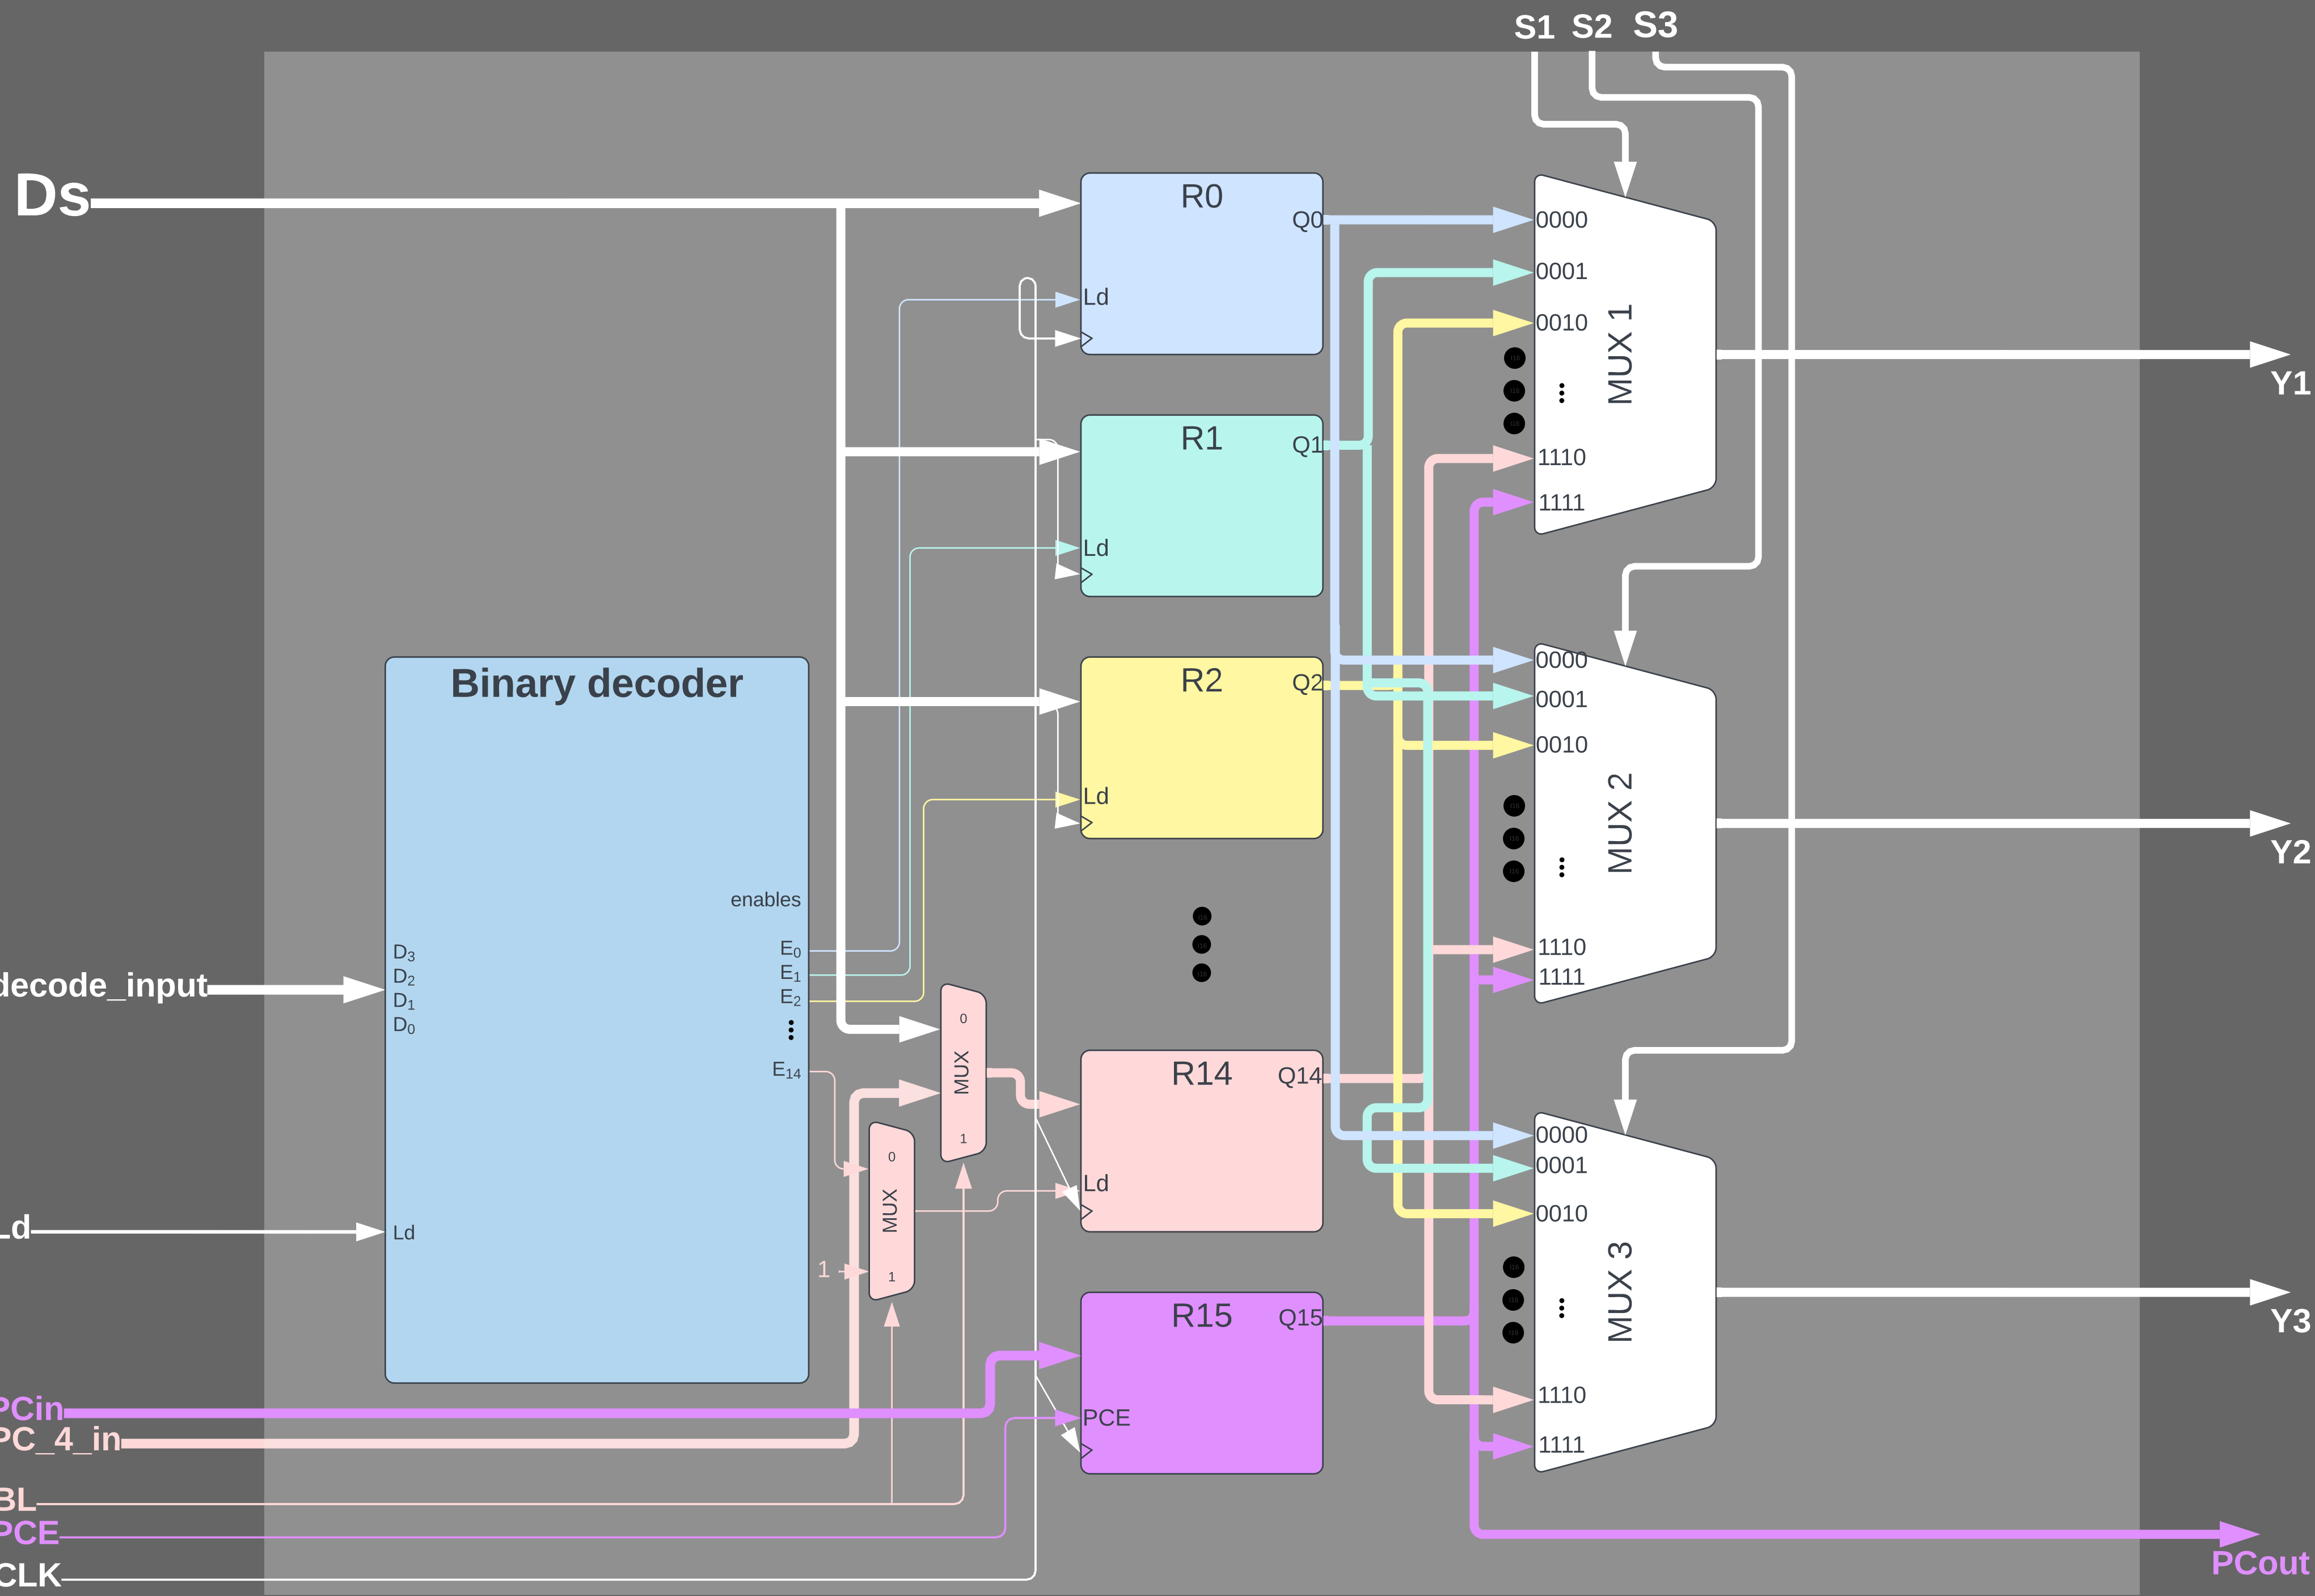 S1 S2 S3
Ds
R0
Q0
Ld
0000
0001
0010
MUX 1
1110
1111
Y1
R1
Q1
Ld
Binary decoder
R2
Q2
Ld
0000
0001
0010
MUX 2
1110
1111
Y2
enables
D3
D2
D1
D0
E0
E1
E2
E14
decode_input
0
MUX
1
0
MUX
1
1
R14
Q14
Ld
0000
0001
0010
MUX 3
1110
1111
Y3
Ld
Ld
R15
Q15
PCE
PCin
PC_4_in
BL
PCE
CLK
PCout